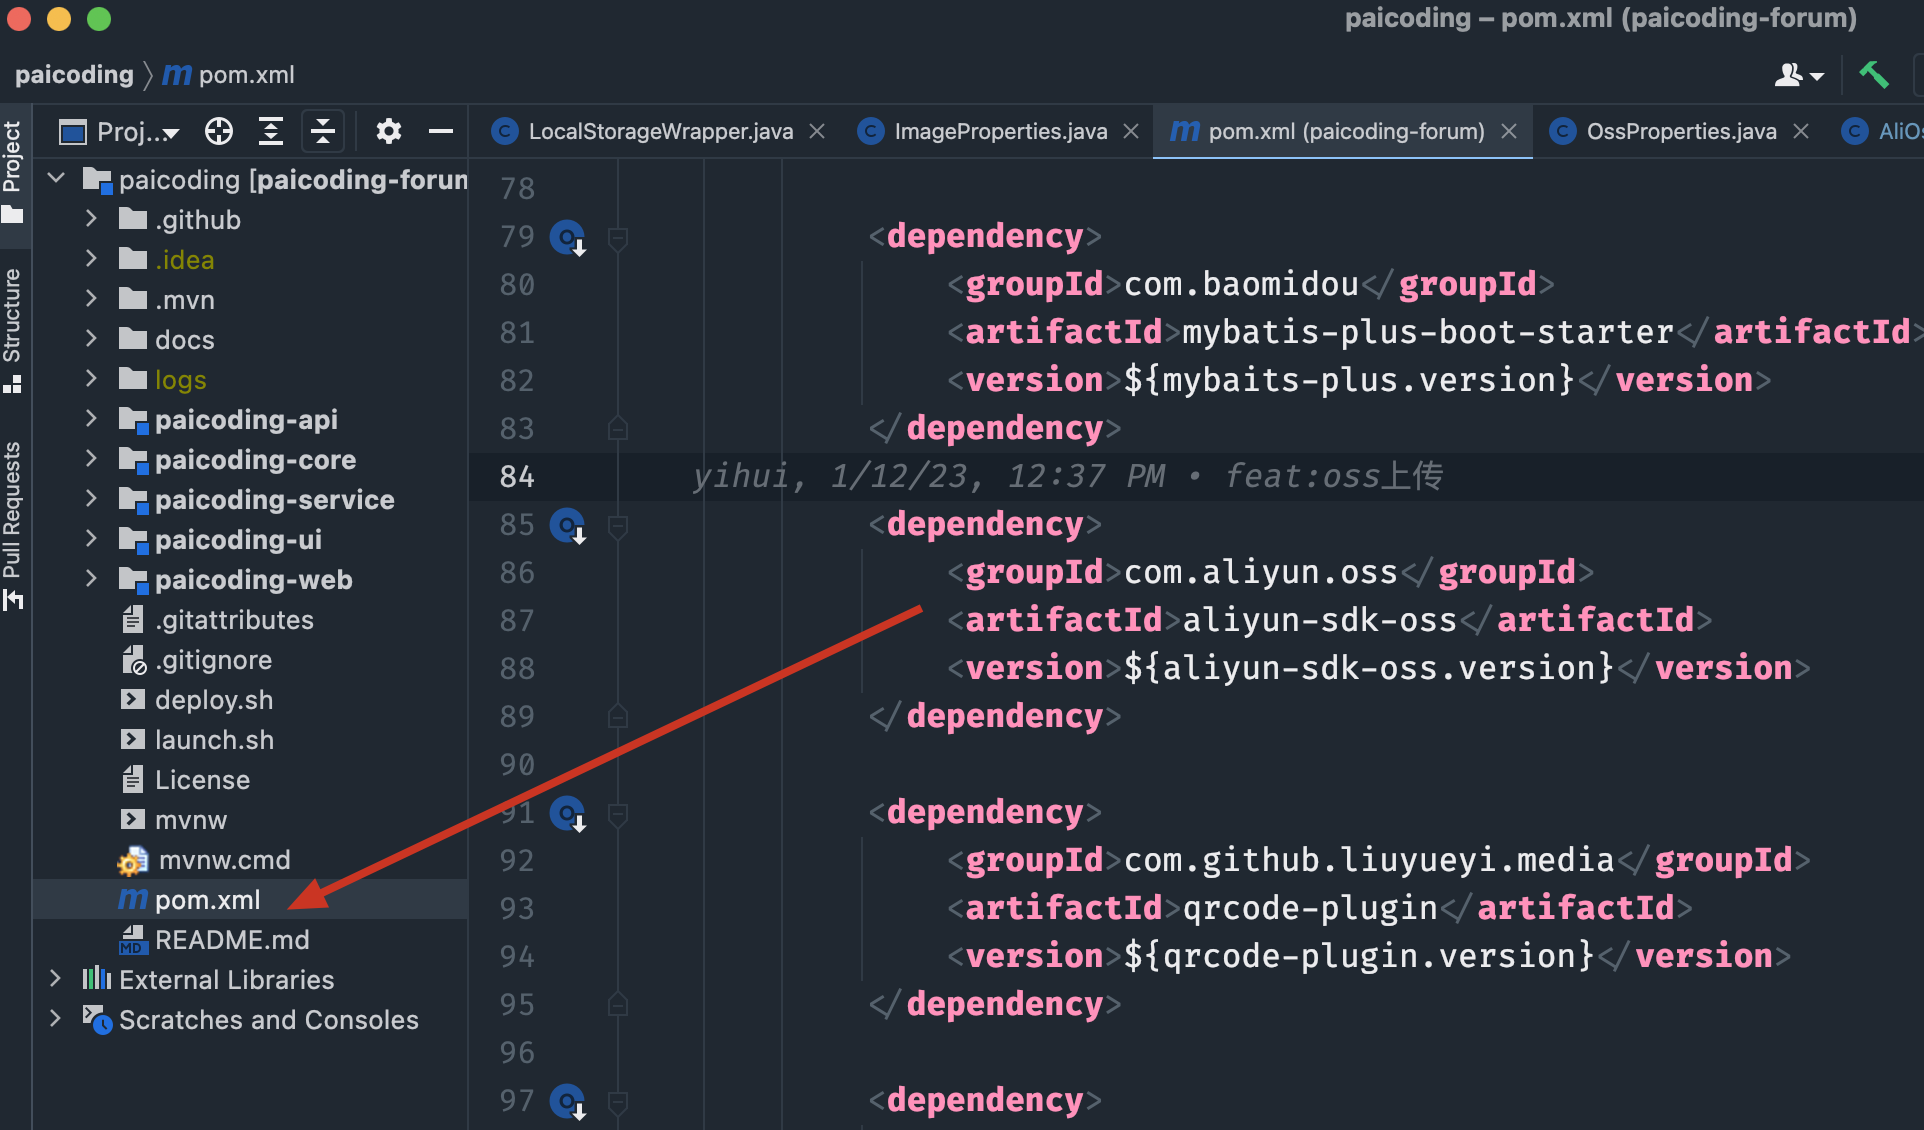 paicoding – pom.xml (paicoding-forum)
paicoding 〉 m pom.xml
Project
Structure
Pull Requests
Proj...
LocalStorageWrapper.java
ImageProperties.java
pom.xml (paicoding-forum)
OssProperties.java
AliOs
paicoding [paicoding-forum
.github
.idea
.mvn
docs
logs
paicoding-api
paicoding-core
paicoding-service
paicoding-ui
paicoding-web
.gitattributes
.gitignore
deploy.sh
launch.sh
License
mvnw
mvnw.cmd
pom.xml
README.md
External Libraries
Scratches and Consoles
78
79 <dependency>
80 <groupId>com.baomidou</groupId>
81 <artifactId>mybatis-plus-boot-starter</artifactId>
82 <version>${mybaits-plus.version}</version>
83 </dependency>
84 yihui, 1/12/23, 12:37 PM • feat:oss上传
85 <dependency>
86 <groupId>com.aliyun.oss</groupId>
87 <artifactId>aliyun-sdk-oss</artifactId>
88 <version>${aliyun-sdk-oss.version}</version>
89 </dependency>
90
91 <dependency>
92 <groupId>com.github.liuyueyi.media</groupId>
93 <artifactId>qrcode-plugin</artifactId>
94 <version>${qrcode-plugin.version}</version>
95 </dependency>
96
97 <dependency>